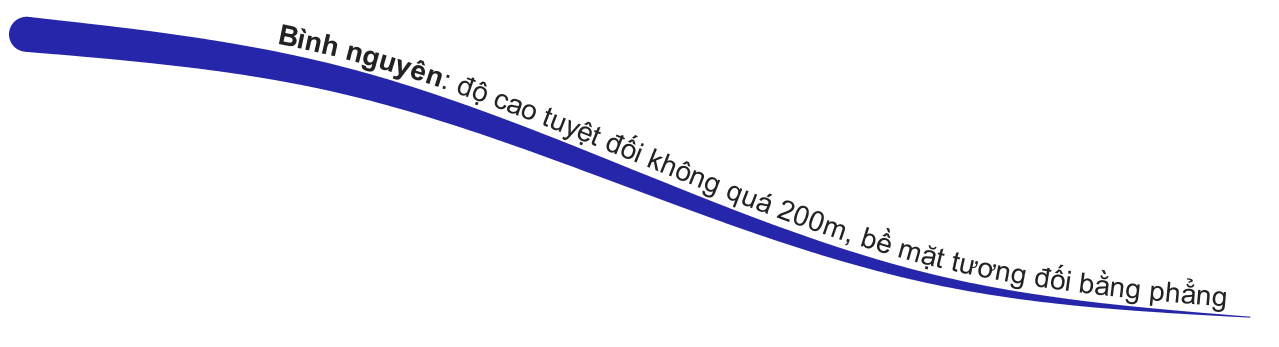 Bình nguyên: độ cao tuyệt đối không quá 200m, bề mặt tương đối bằng phẳng